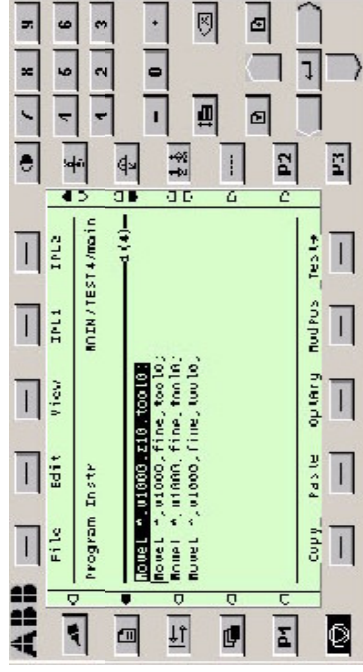 ABB
File Edit View IPL1 IPL2
Program Instr MAIN/TEST4/main
1(4)
MoveL *,v1000,z10,tool0;
MoveL *,v1000,fine,tool0;
MoveL *,v1000,fine,tool0;
MoveL *,v1000,fine,tool0;
Copy Paste OptArg ModPos Test→
7 8 9
4 5 6
1 2 3
- 0 .
P1
P2
P3